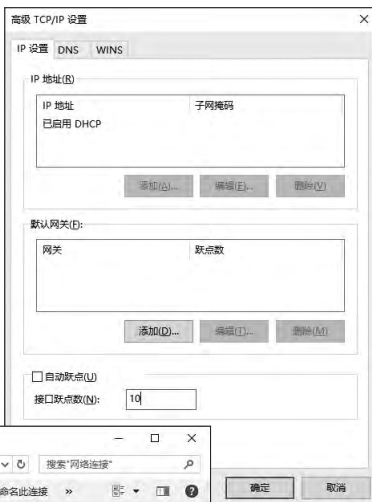 高级 TCP/IP 设置
IP 设置 DNS WINS
IP 地址(R)
IP 地址 子网掩码
已启用 DHCP
添加(A)... 编辑(E)... 删除(V)
默认网关(F):
网关 跃点数
添加(D)... 编辑(T)... 删除(M)
自动跃点(U)
接口跃点数(N): 10
搜索"网络连接"
命名此连接 »
确定 取消